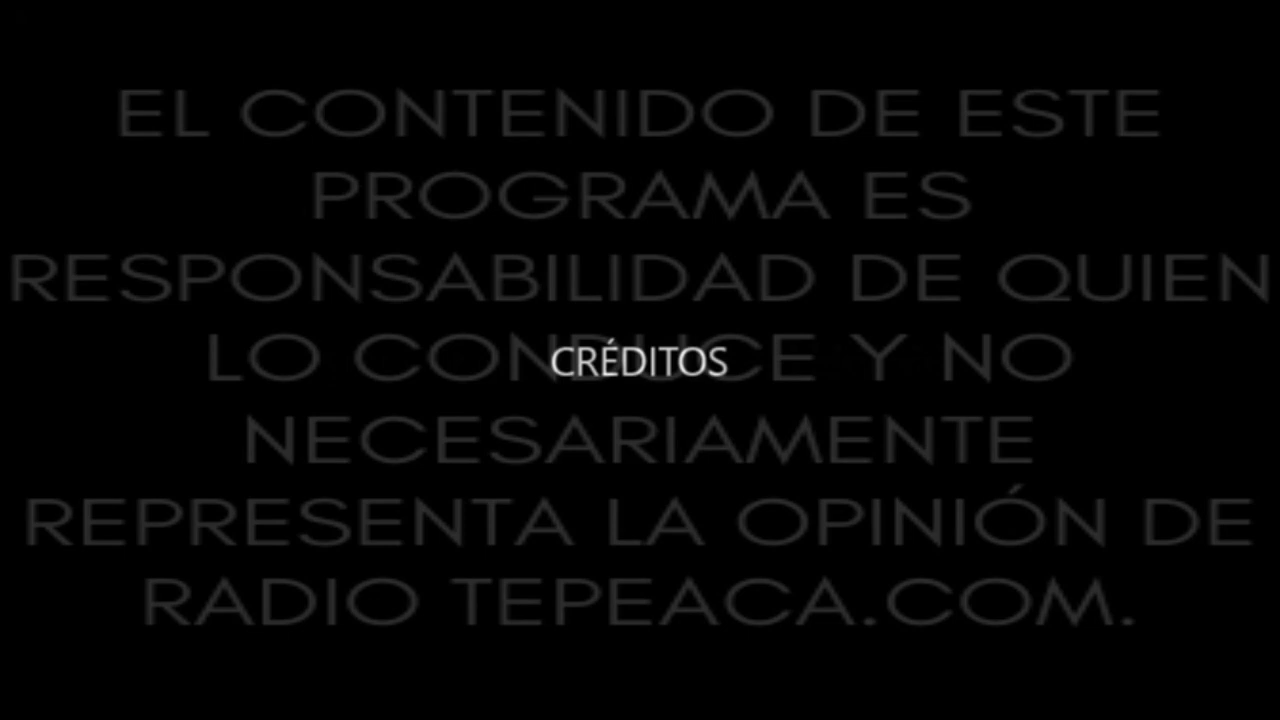 EL CONTENIDO DE ESTE
PROGRAMA ES
RESPONSABILIDAD DE QUIEN
LO CONDUCE Y NO
CRÉDITOS
NECESARIAMENTE
REPRESENTA LA OPINIÓN DE
RADIO TEPEACA.COM.